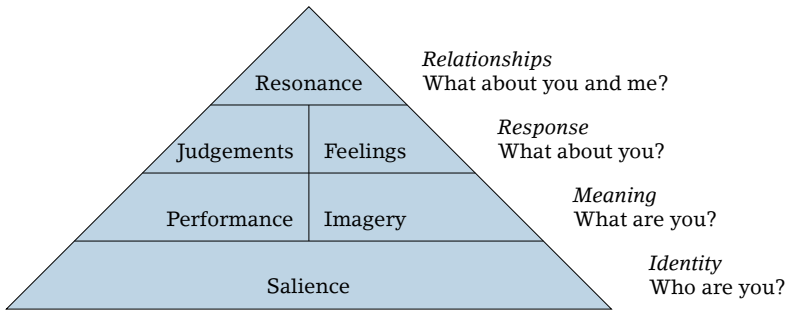 Relationships
Resonance What about you and me?
Response
Judgements Feelings What about you?
Meaning
Performance Imagery What are you?
Identity
Salience Who are you?